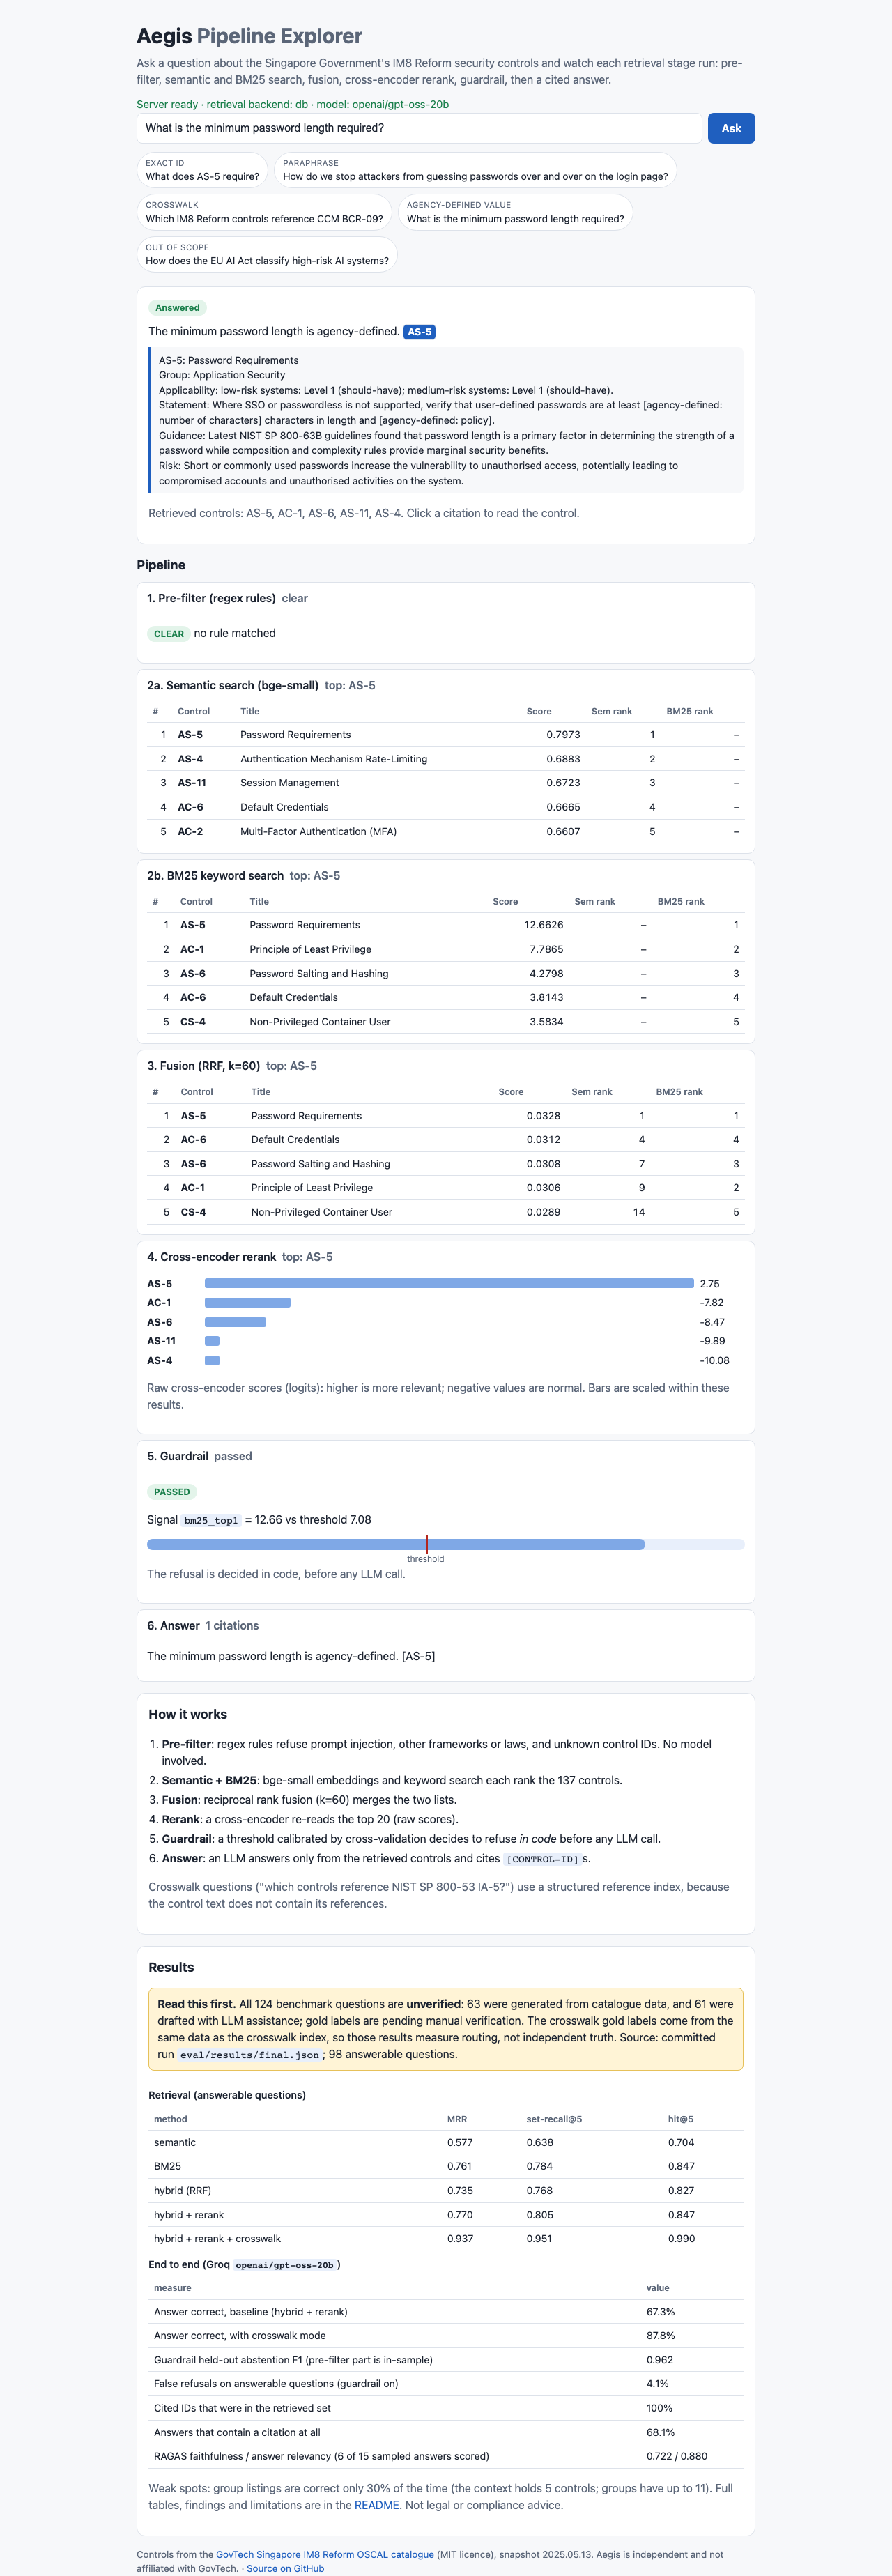 Aegis Pipeline Explorer
Ask a question about the Singapore Government's IM8 Reform security controls and watch each retrieval stage run: pre-
filter, semantic and BM25 search, fusion, cross-encoder rerank, guardrail, then a cited answer.
Server ready · retrieval backend: db · model: openai/gpt-oss-20b
What is the minimum password length required?
Ask
EXACT ID
What does AS-5 require?
PARAPHRASE
How do we stop attackers from guessing passwords over and over on the login page?
CROSSWALK
Which IM8 Reform controls reference CCM BCR-09?
AGENCY-DEFINED VALUE
What is the minimum password length required?
OUT OF SCOPE
How does the EU AI Act classify high-risk AI systems?
Answered
The minimum password length is agency-defined. AS-5
AS-5: Password Requirements
Group: Application Security
Applicability: low-risk systems: Level 1 (should-have); medium-risk systems: Level 1 (should-have).
Statement: Where SSO or passwordless is not supported, verify that user-defined passwords are at least [agency-defined:
number of characters] characters in length and [agency-defined: policy].
Guidance: Latest NIST SP 800-63B guidelines found that password length is a primary factor in determining the strength of a
password while composition and complexity rules provide marginal security benefits.
Risk: Short or commonly used passwords increase the vulnerability to unauthorised access, potentially leading to
compromised accounts and unauthorised activities on the system.
Retrieved controls: AS-5, AC-1, AS-6, AS-11, AS-4. Click a citation to read the control.
Pipeline
1. Pre-filter (regex rules) clear
CLEAR no rule matched
2a. Semantic search (bge-small) top: AS-5
# Control Title Score Sem rank BM25 rank
1 AS-5 Password Requirements 0.7973 1 –
2 AS-4 Authentication Mechanism Rate-Limiting 0.6883 2 –
3 AS-11 Session Management 0.6723 3 –
4 AC-6 Default Credentials 0.6665 4 –
5 AC-2 Multi-Factor Authentication (MFA) 0.6607 5 –
2b. BM25 keyword search top: AS-5
# Control Title Score Sem rank BM25 rank
1 AS-5 Password Requirements 12.6626 – 1
2 AC-1 Principle of Least Privilege 7.7865 – 2
3 AS-6 Password Salting and Hashing 4.2798 – 3
4 AC-6 Default Credentials 3.8143 – 4
5 CS-4 Non-Privileged Container User 3.5834 – 5
3. Fusion (RRF, k=60) top: AS-5
# Control Title Score Sem rank BM25 rank
1 AS-5 Password Requirements 0.0328 1 1
2 AC-6 Default Credentials 0.0312 4 4
3 AS-6 Password Salting and Hashing 0.0308 7 3
4 AC-1 Principle of Least Privilege 0.0306 9 2
5 CS-4 Non-Privileged Container User 0.0289 14 5
4. Cross-encoder rerank top: AS-5
AS-5 2.75
AC-1 -7.82
AS-6 -8.47
AS-11 -9.89
AS-4 -10.08
Raw cross-encoder scores (logits): higher is more relevant; negative values are normal. Bars are scaled within these
results.
5. Guardrail passed
PASSED
Signal bm25_top1 = 12.66 vs threshold 7.08
threshold
The refusal is decided in code, before any LLM call.
6. Answer 1 citations
The minimum password length is agency-defined. [AS-5]
How it works
1. Pre-filter: regex rules refuse prompt injection, other frameworks or laws, and unknown control IDs. No model
involved.
2. Semantic + BM25: bge-small embeddings and keyword search each rank the 137 controls.
3. Fusion: reciprocal rank fusion (k=60) merges the two lists.
4. Rerank: a cross-encoder re-reads the top 20 (raw scores).
5. Guardrail: a threshold calibrated by cross-validation decides to refuse in code before any LLM call.
6. Answer: an LLM answers only from the retrieved controls and cites [CONTROL-ID]s.
Crosswalk questions ("which controls reference NIST SP 800-53 IA-5?") use a structured reference index, because
the control text does not contain its references.
Results
Read this first. All 124 benchmark questions are unverified: 63 were generated from catalogue data, and 61 were
drafted with LLM assistance; gold labels are pending manual verification. The crosswalk gold labels come from the
same data as the crosswalk index, so those results measure routing, not independent truth. Source: committed
run eval/results/final.json; 98 answerable questions.
Retrieval (answerable questions)
method MRR set-recall@5 hit@5
semantic 0.577 0.638 0.704
BM25 0.761 0.784 0.847
hybrid (RRF) 0.735 0.768 0.827
hybrid + rerank 0.770 0.805 0.847
hybrid + rerank + crosswalk 0.937 0.951 0.990
End to end (Groq openai/gpt-oss-20b)
measure value
Answer correct, baseline (hybrid + rerank) 67.3%
Answer correct, with crosswalk mode 87.8%
Guardrail held-out abstention F1 (pre-filter part is in-sample) 0.962
False refusals on answerable questions (guardrail on) 4.1%
Cited IDs that were in the retrieved set 100%
Answers that contain a citation at all 68.1%
RAGAS faithfulness / answer relevancy (6 of 15 sampled answers scored) 0.722 / 0.880
Weak spots: group listings are correct only 30% of the time (the context holds 5 controls; groups have up to 11). Full
tables, findings and limitations are in the README. Not legal or compliance advice.
Controls from the GovTech Singapore IM8 Reform OSCAL catalogue (MIT licence), snapshot 2025.05.13. Aegis is independent and not
affiliated with GovTech. · Source on GitHub